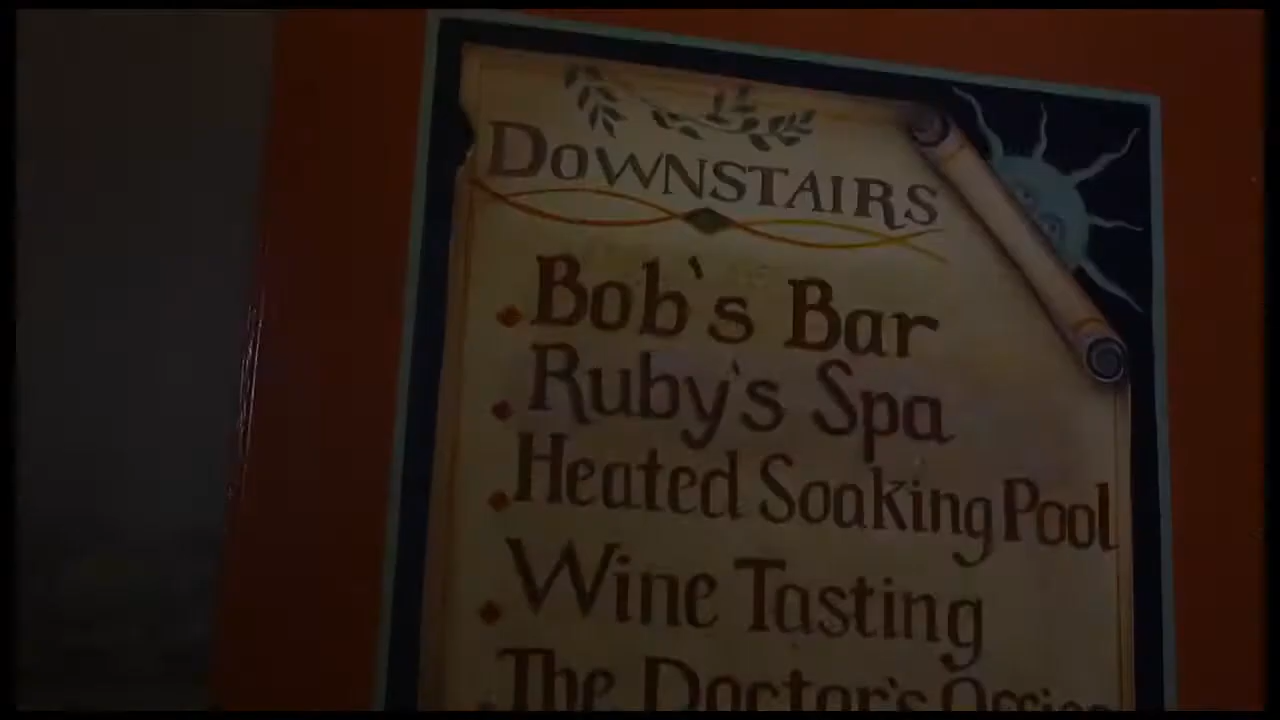 DOWNSTAIRS
Bob's Bar
Ruby's Spa
Heated Soaking Pool
Wine Tasting
The Doctor's Office